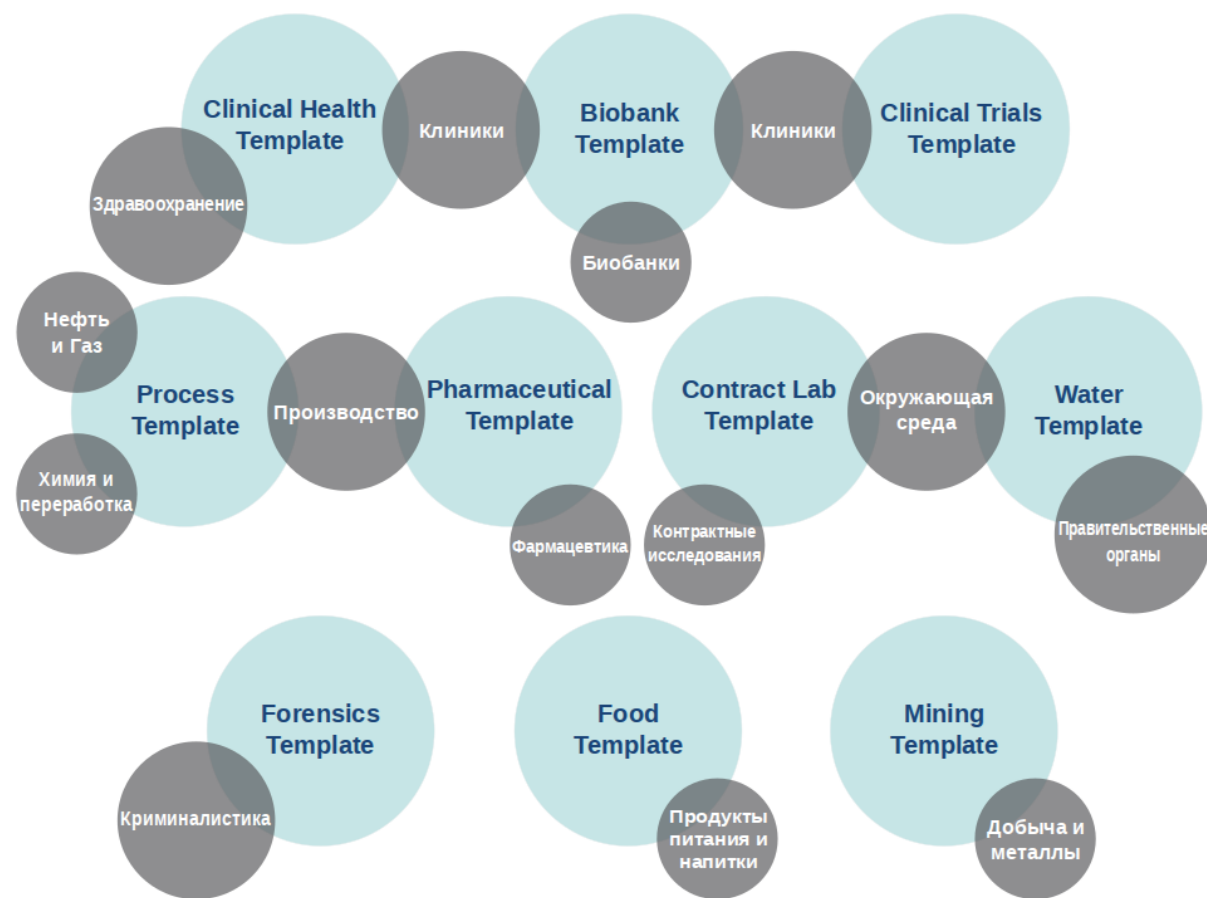 Clinical Health
Template
Клиники
Biobank
Template
Клиники
Clinical Trials
Template
Здравоохранение
Биобанки
Нефть
и Газ
Process
Template
Производство
Pharmaceutical
Template
Contract Lab
Template
Окружающая
среда
Water
Template
Химия и
переработка
Фармацевтика
Контрактные
исследования
Правительственные
органы
Forensics
Template
Food
Template
Mining
Template
Криминалистика
Продукты
питания и
напитки
Добыча и
металлы